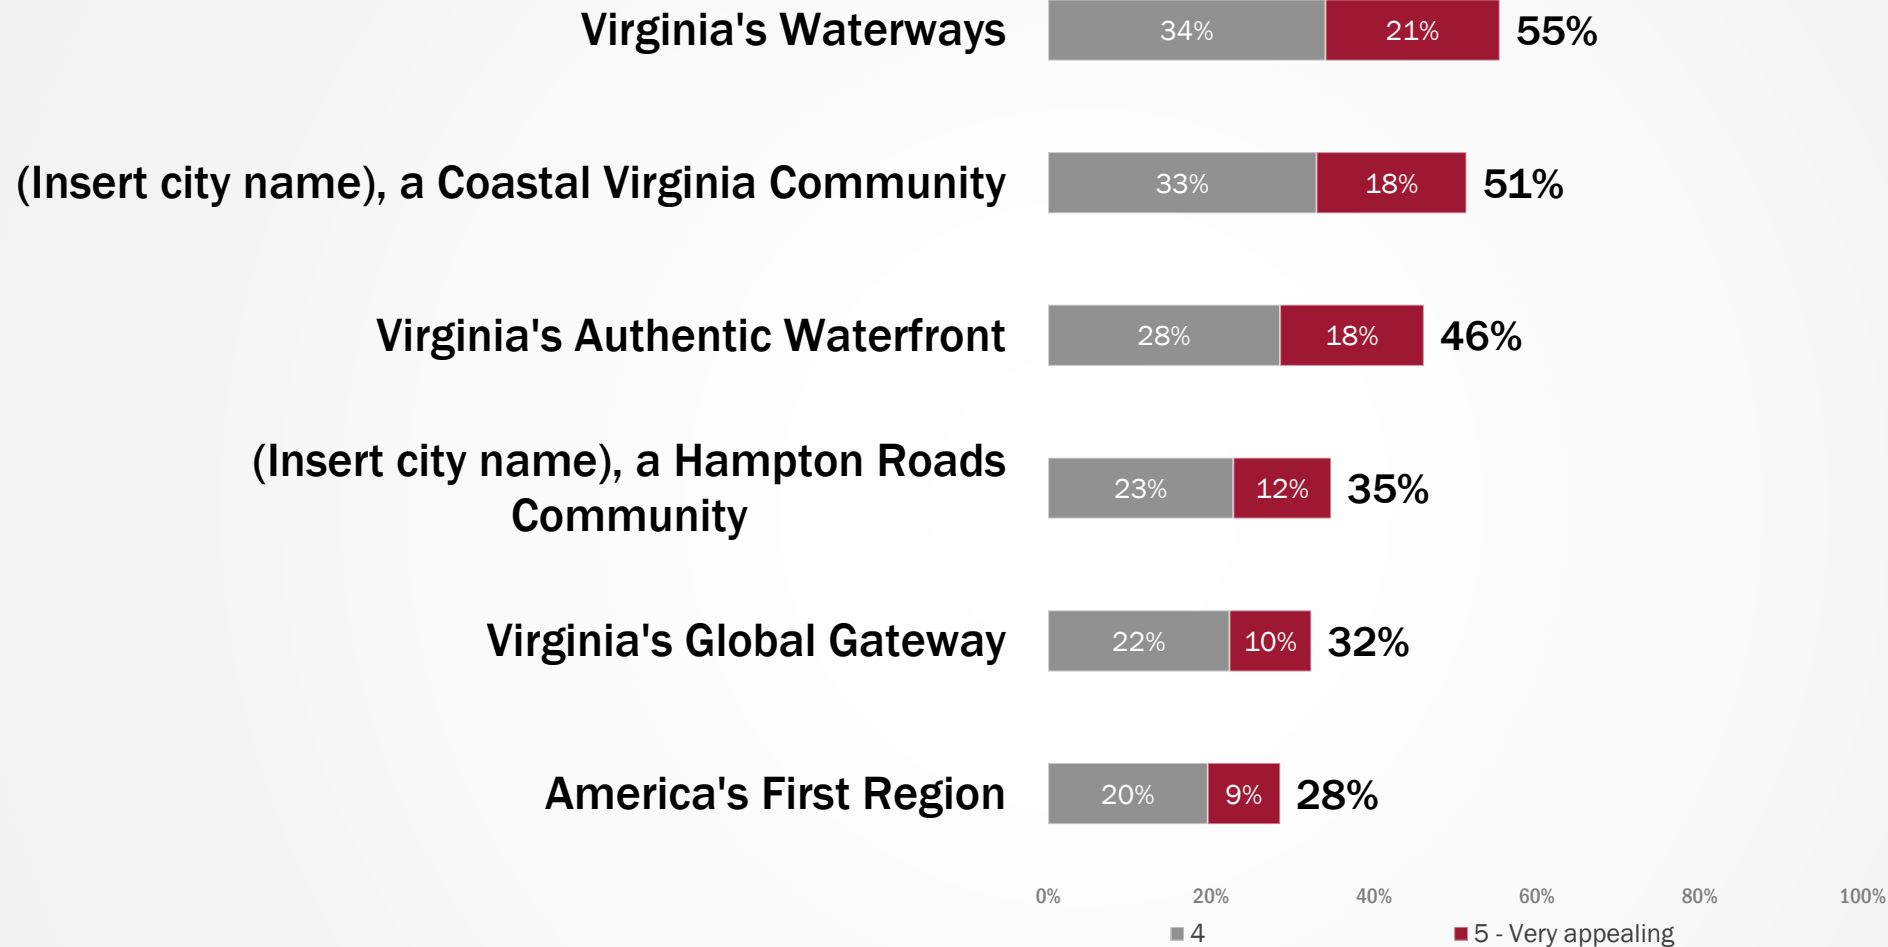 Virginia's Waterways 34% 21% 55%
(Insert city name), a Coastal Virginia Community 33% 18% 51%
Virginia's Authentic Waterfront 28% 18% 46%
(Insert city name), a Hampton Roads
Community 23% 12% 35%
Virginia's Global Gateway 22% 10% 32%
America's First Region 20% 9% 28%
0% 20% 40% 60% 80% 100%
4 5 - Very appealing